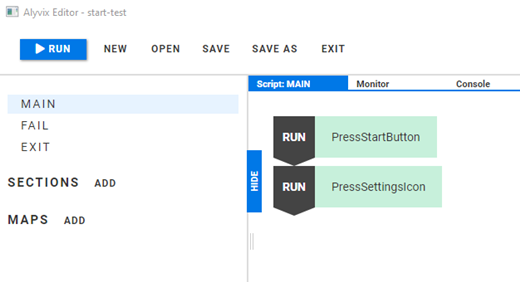 Alyvix Editor - start-test
RUN NEW OPEN SAVE SAVE AS EXIT
MAIN
FAIL
EXIT
SECTIONS ADD
MAPS ADD
HIDE
Script: MAIN Monitor Console
RUN PressStartButton
RUN PressSettingsIcon